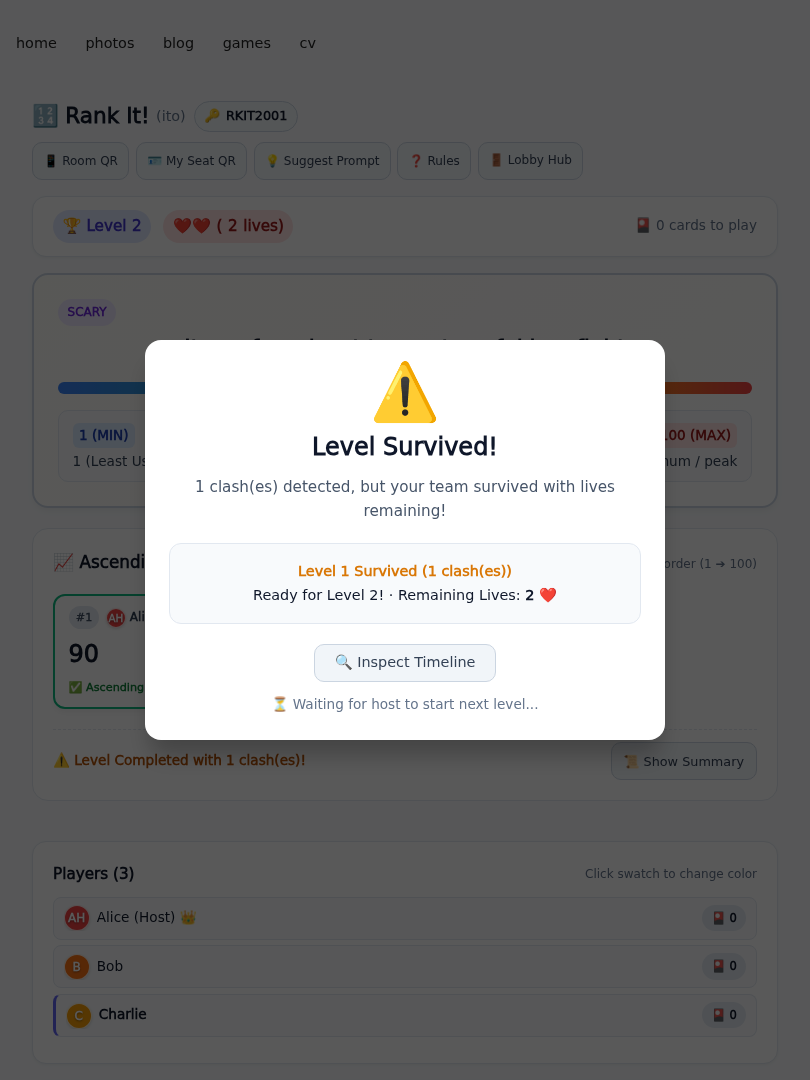 home photos blog games cv
Rank It! (ito) RKIT2001
Room QR My Seat QR Suggest Prompt Rules Lobby Hub
Level 2 ( 2 lives) 0 cards to play
SCARY
Level Survived!
1 clash(es) detected, but your team survived with lives
remaining!
Level 1 Survived (1 clash(es))
Ready for Level 2! · Remaining Lives: 2
Inspect Timeline
Waiting for host to start next level...
1 (MIN) (MAX)
1 (Least / peak
order (1 → 100)
#1 AH
90
Ascending
Level Completed with 1 clash(es)! Show Summary
Players (3) Click swatch to change color
AH Alice (Host) 0
B Bob 0
C Charlie 0